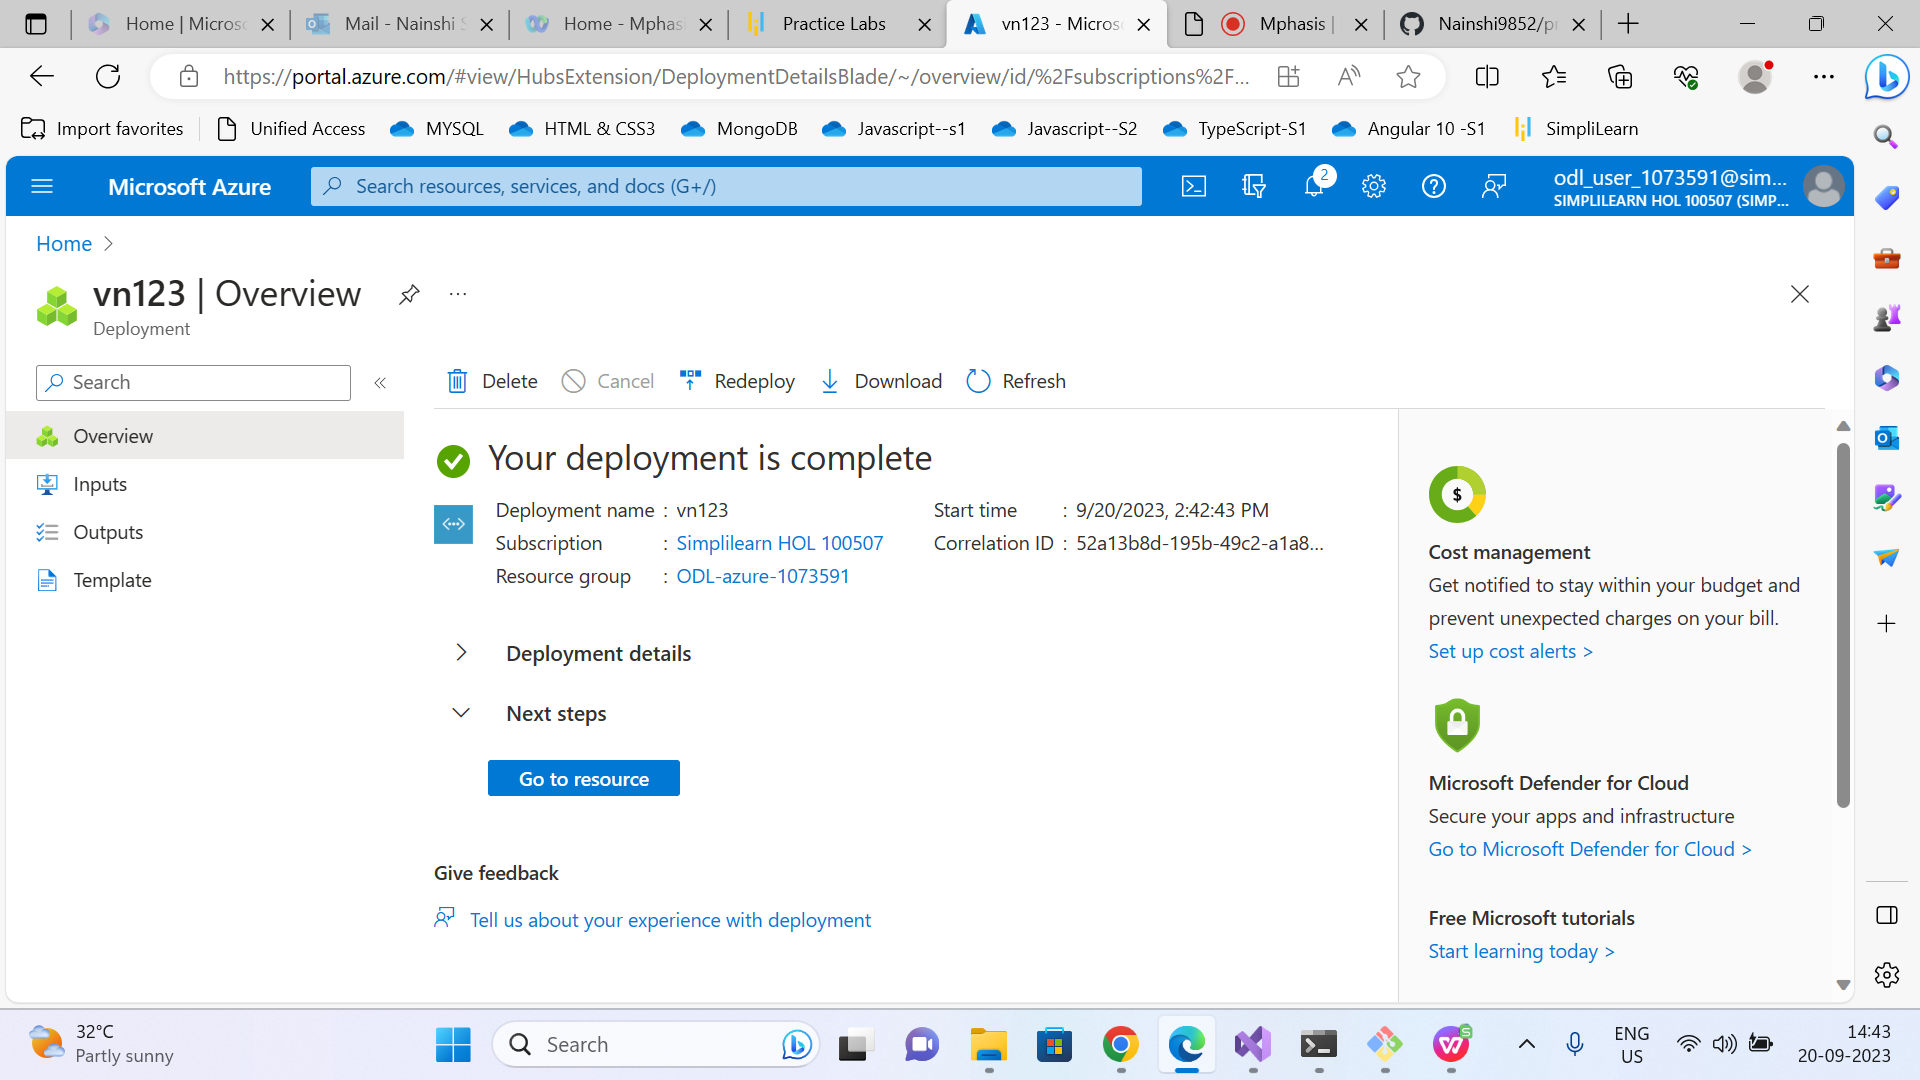 Home | Microso
Mail - Nainshi S
Home - Mphasi
Practice Labs
vn123 - Micros
Mphasis |
Nainshi9852/pr
https://portal.azure.com/#view/HubsExtension/DeploymentDetailsBlade/~/overview/id/%2Fsubscriptions%2F...
Import favorites
Unified Access
MYSQL
HTML & CSS3
MongoDB
Javascript--s1
Javascript--S2
TypeScript-S1
Angular 10 -S1
SimpliLearn
Microsoft Azure
Search resources, services, and docs (G+/)
2
odl_user_1073591@sim...
SIMPLILEARN HOL 100507 (SIMP...
Home
vn123 | Overview
Deployment
Search
Overview
Inputs
Outputs
Template
Delete
Cancel
Redeploy
Download
Refresh
Your deployment is complete
Deployment name : vn123
Subscription : Simplilearn HOL 100507
Resource group : ODL-azure-1073591
Start time : 9/20/2023, 2:42:43 PM
Correlation ID : 52a13b8d-195b-49c2-a1a8...
Deployment details
Next steps
Go to resource
Give feedback
Tell us about your experience with deployment
$
Cost management
Get notified to stay within your budget and
prevent unexpected charges on your bill.
Set up cost alerts >
Microsoft Defender for Cloud
Secure your apps and infrastructure
Go to Microsoft Defender for Cloud >
Free Microsoft tutorials
Start learning today >
32°C
Partly sunny
Search
ENG
US
14:43
20-09-2023